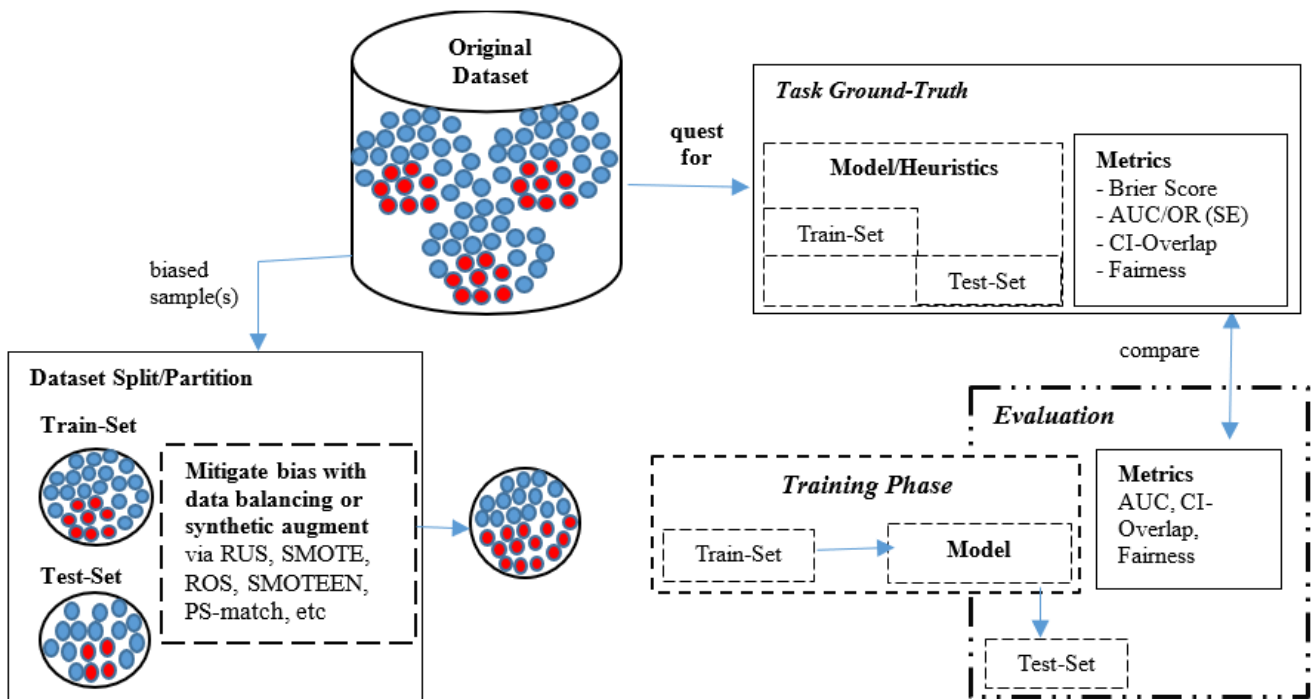 Original
Dataset
quest
for
Task Ground-Truth
Model/Heuristics
Train-Set
Test-Set
Metrics
- Brier Score
- AUC/OR (SE)
- CI-Overlap
- Fairness
biased
sample(s)
compare
Dataset Split/Partition
Train-Set
Test-Set
Mitigate bias with
data balancing or
synthetic augment
via RUS, SMOTE,
ROS, SMOTEEN,
PS-match, etc
Evaluation
Training Phase
Train-Set
Model
Metrics
AUC, CI-
Overlap,
Fairness
Test-Set